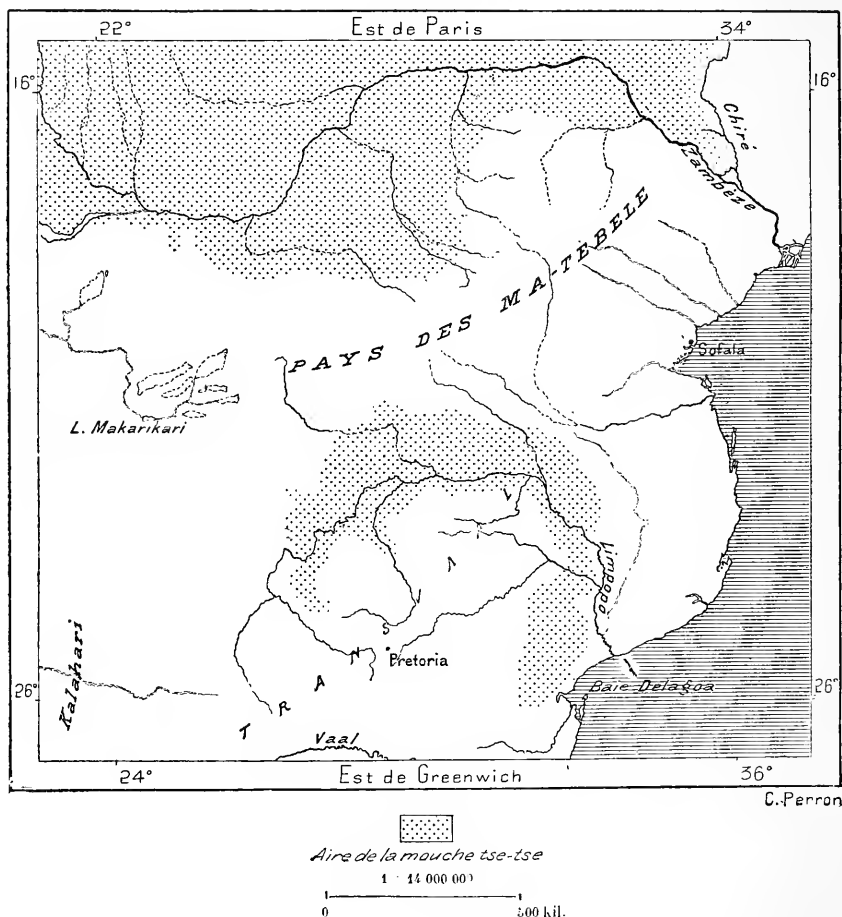 22° Est de Paris 34°
16° 16°
Chiré
Zambèze
PAYS DES MA-TEBELE
Sofala
L. Makarikari
Limpopo
TRANSVAAL
Pretoria
Kalahari
26° 26°
Baie Delagoa
Vaal
24° Est de Greenwich 36°
C. Perron
Aire de la mouche tse-tse
1 : 14 000 000
0 500 kil.